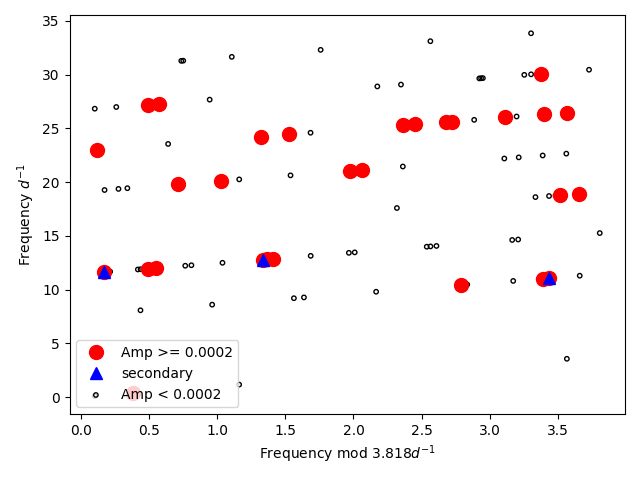 35
30
25
20
15
10
5
0
Frequency $d^{-1}$
Amp >= 0.0002
secondary
Amp < 0.0002
0.0 0.5 1.0 1.5 2.0 2.5 3.0 3.5
Frequency mod 3.818$d^{-1}$